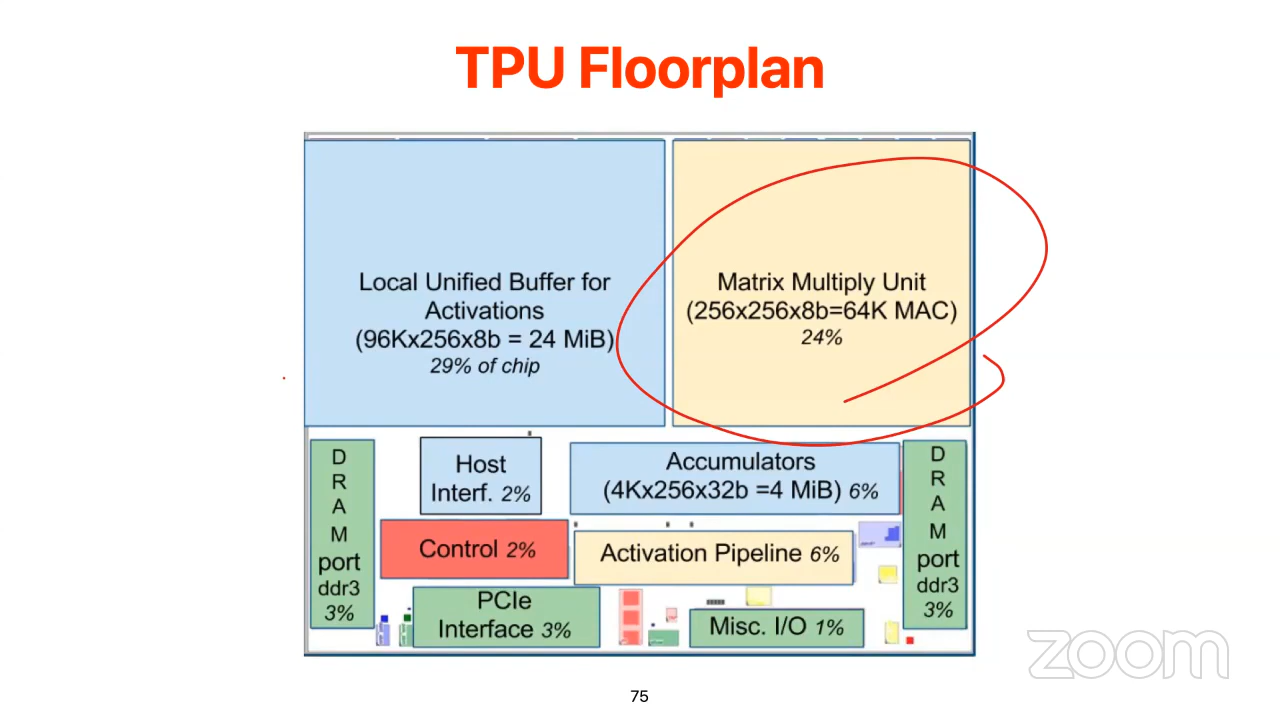 TPU Floorplan
Local Unified Buffer for
Activations
(96Kx256x8b = 24 MiB)
29% of chip
Matrix Multiply Unit
(256x256x8b=64K MAC)
24%
D
R
A
M
port
ddr3
3%
Host
Interf. 2%
Accumulators
(4Kx256x32b =4 MiB) 6%
Control 2%
Activation Pipeline 6%
PCIe
Interface 3%
Misc. I/O 1%
D
R
A
M
port
ddr3
3%
zoom
75